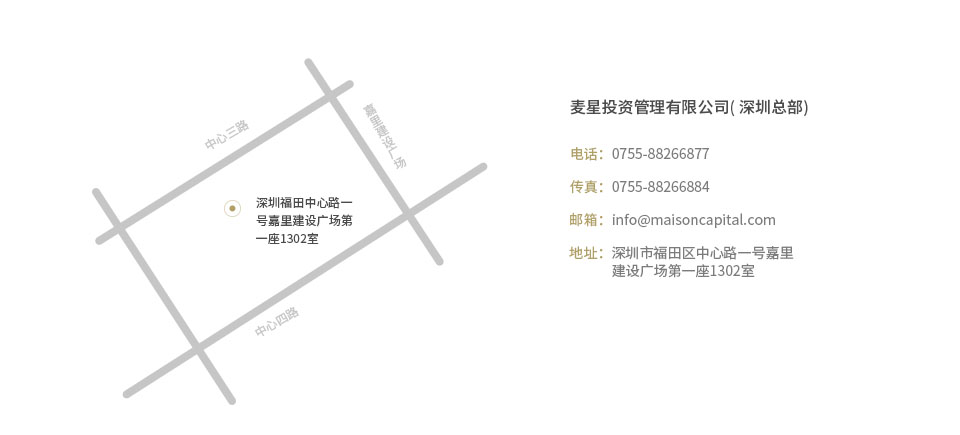 中心三路
嘉里建设广场
深圳福田中心路一
号嘉里建设广场第
一座1302室
中心四路
麦星投资管理有限公司( 深圳总部)
电话：0755-88266877
传真：0755-88266884
邮箱：info@maisoncapital.com
地址：深圳市福田区中心路一号嘉里
建设广场第一座1302室